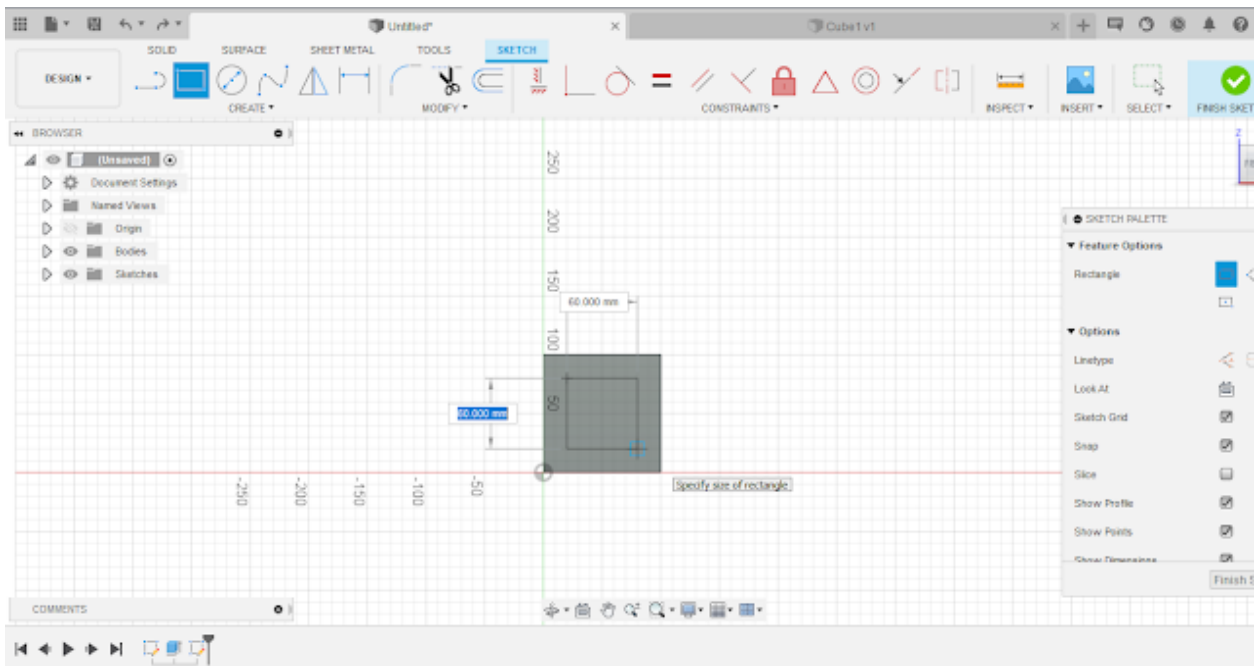 Untitled*
Cube1 v1
SOLID SURFACE SHEET METAL TOOLS SKETCH
DESIGN
CREATE MODIFY CONSTRAINTS INSPECT INSERT SELECT FINISH SKET
BROWSER
(Unsaved)
Document Settings
Named Views
Origin
Bodies
Sketches
250
200
150
100
50
60.000 mm
60.000 mm
-250 -200 -150 -100 -50
Specify size of rectangle
SKETCH PALETTE
Feature Options
Rectangle
Options
Linetype
Look At
Sketch Grid
Snap
Slice
Show Profile
Show Points
Show Dimensions
Finish S
COMMENTS
Z